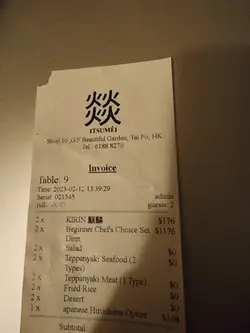 燚
ITSUMEI
Shop 10 ,G/F Beautiful Garden, Tai Po, HK
Tel : 6188 8270
Invoice
Table: 9
Time: 2023-02-12 13:39:29
Serial: 021345 admin
guests: 2
2 x KIRIN 麒麟 $176
2 x Beginner Chef's Choice Set Dinn $1176
2 x Salad $0
2 x Teppanyaki Seafood (2 Types) $0
2 x Teppanyaki Meat (1 Type) $0
2 x Fried Rice $0
2 x Desert $0
1 x apanese Hiroshima Oyster
Subtotal: